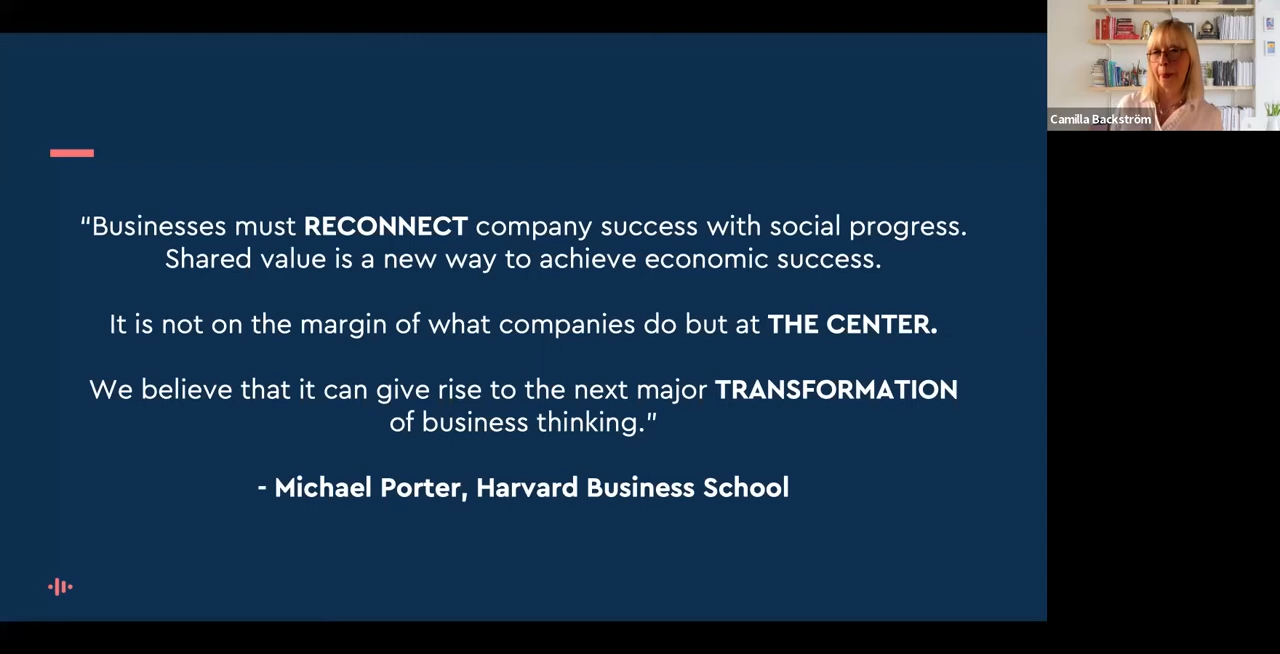 Camilla Backström
“Businesses must RECONNECT company success with social progress.
Shared value is a new way to achieve economic success.
It is not on the margin of what companies do but at THE CENTER.
We believe that it can give rise to the next major TRANSFORMATION
of business thinking.”
- Michael Porter, Harvard Business School